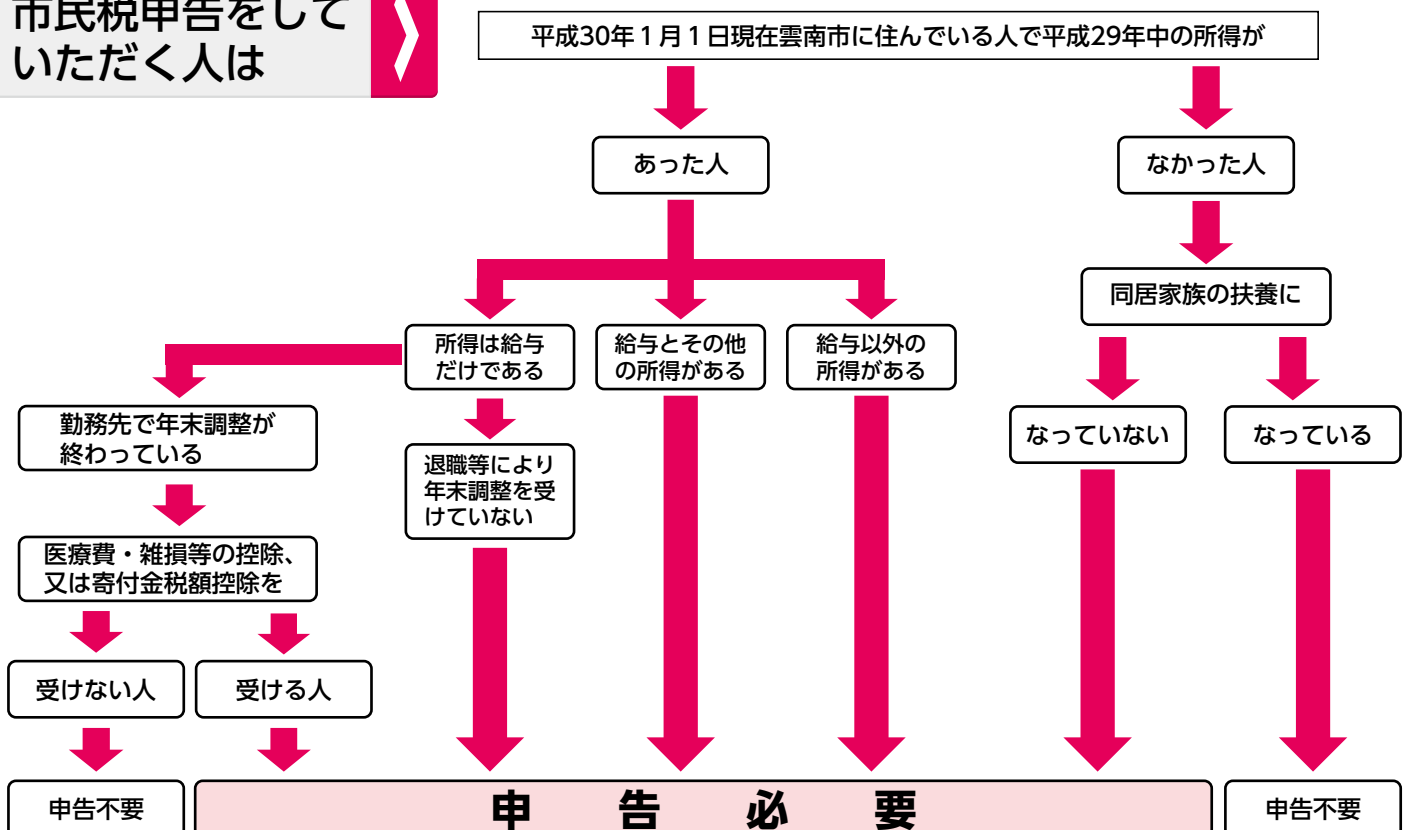 市民税申告をして
いただく人は
平成30年1月1日現在雲南市に住んでいる人で平成29年中の所得が
あった人
なかった人
同居家族の扶養に
所得は給与
だけである
給与とその他
の所得がある
給与以外の
所得がある
勤務先で年末調整が
終わっている
退職等により
年末調整を受
けていない
なっていない
なっている
医療費・雑損等の控除、
又は寄付金税額控除を
受けない人
受ける人
申告不要
申告必要
申告不要